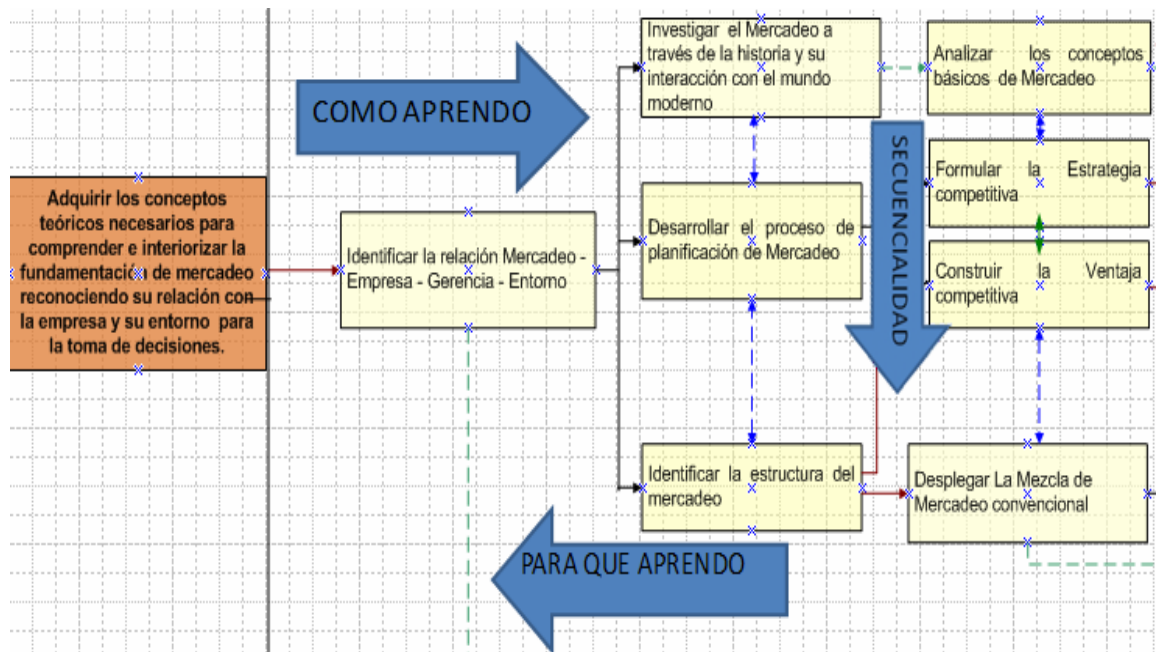 Adquirir los conceptos
teóricos necesarios para
comprender e interiorizar la
fundamentación de mercadeo
reconociendo su relación con
la empresa y su entorno para
la toma de decisiones.
COMO APRENDO
Identificar la relación Mercadeo -
Empresa - Gerencia - Entorno
Investigar el Mercadeo a
través de la historia y su
interacción con el mundo
moderno
Desarrollar el proceso de
planificación de Mercadeo
Identificar la estructura del
mercadeo
SECUENCIALIDAD
Analizar los conceptos
básicos de Mercadeo
Formular la Estrategia
competitiva
Construir la Ventaja
competitiva
Desplegar La Mezcla de
Mercadeo convencional
PARA QUE APRENDO